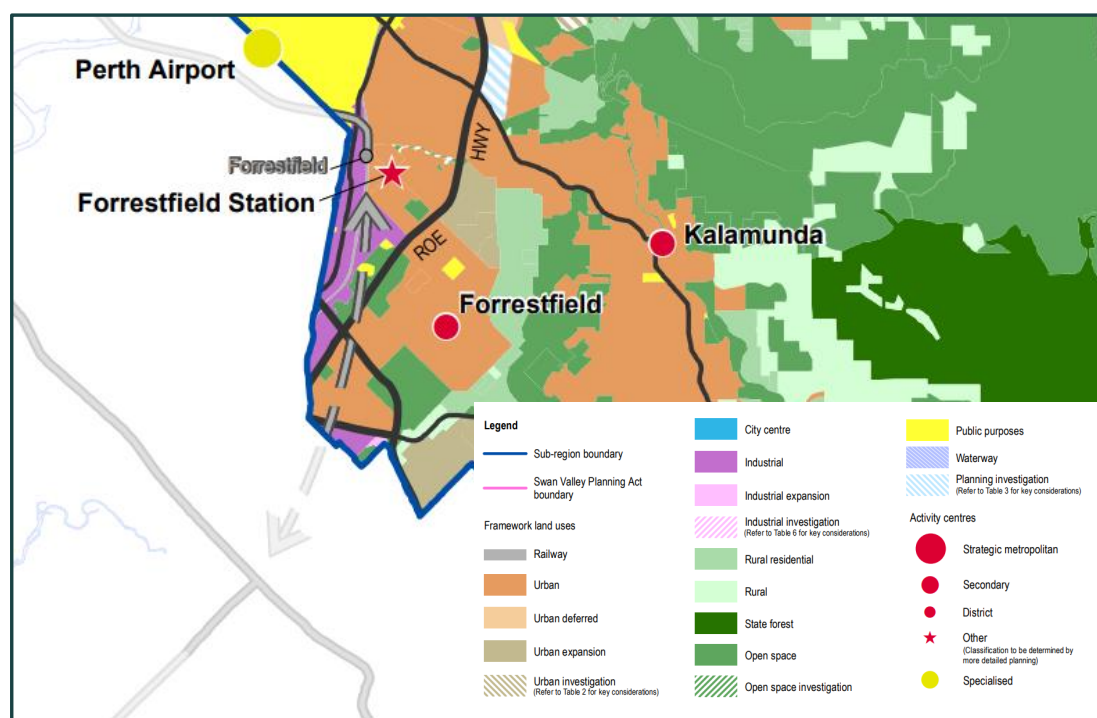 Perth Airport
HWY
Forrestfield
Forrestfield Station
ROE
Kalamunda
Forrestfield
Legend
Sub-region boundary
Swan Valley Planning Act
boundary
Framework land uses
Railway
Urban
Urban deferred
Urban expansion
Urban investigation
(Refer to Table 2 for key considerations)
City centre
Industrial
Industrial expansion
Industrial investigation
(Refer to Table 6 for key considerations)
Rural residential
Rural
State forest
Open space
Open space investigation
Public purposes
Waterway
Planning investigation
(Refer to Table 3 for key considerations)
Activity centres
Strategic metropolitan
Secondary
District
Other
(Classification to be determined by
more detailed planning)
Specialised